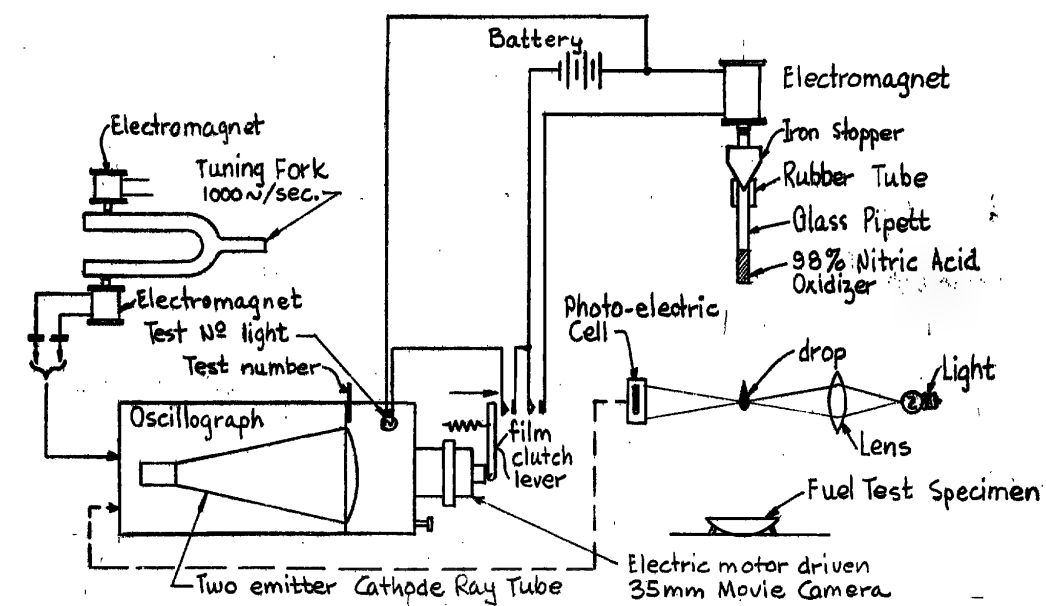 Battery
Electromagnet
Iron Stopper
Rubber Tube
Glass Pipett
98% Nitric Acid
Oxidizer
Electromagnet
Tuning Fork
1000~/sec.
Electromagnet
Test Nº light
Test number
Oscillograph
film
clutch
lever
Photo-electric
Cell
drop
Light
Lens
Fuel Test Specimen
Two emitter Cathode Ray Tube
Electric motor driven
35mm Movie Camera